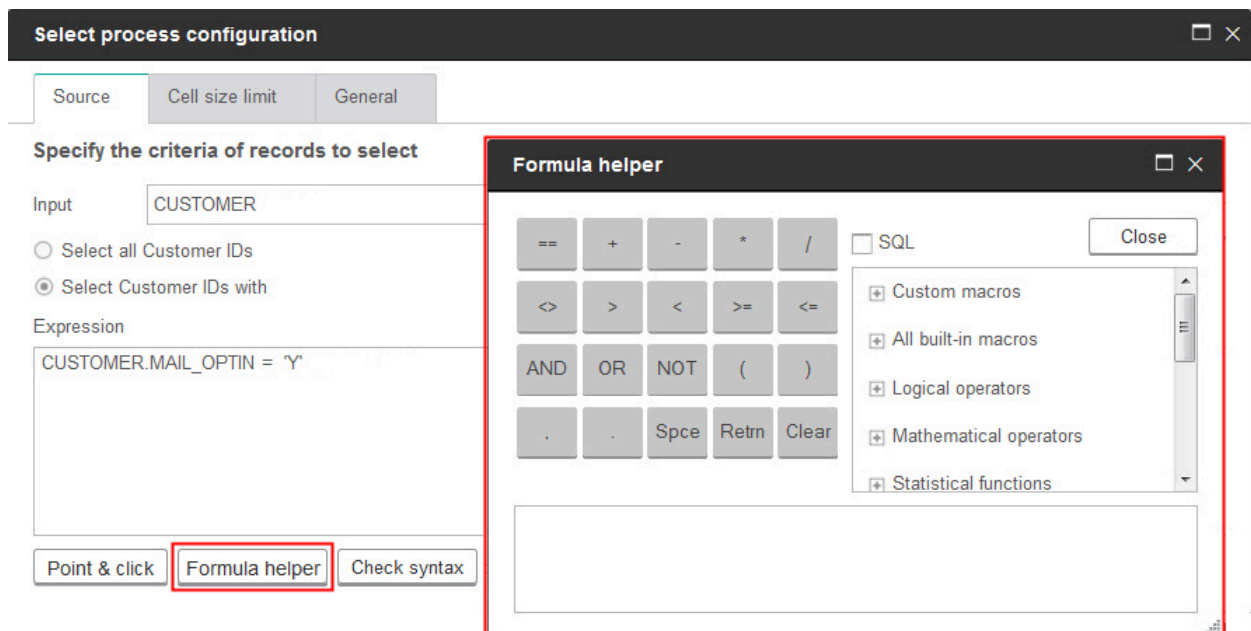 Select process configuration
Source Cell size limit General
Specify the criteria of records to select
Input CUSTOMER
Select all Customer IDs
Select Customer IDs with
Expression
CUSTOMER.MAIL_OPTIN = 'Y'
Point & click Formula helper Check syntax
Formula helper
== + - * /
<> > < >= <=
AND OR NOT ( )
, . Spce Retrn Clear
SQL Close
Custom macros
All built-in macros
Logical operators
Mathematical operators
Statistical functions